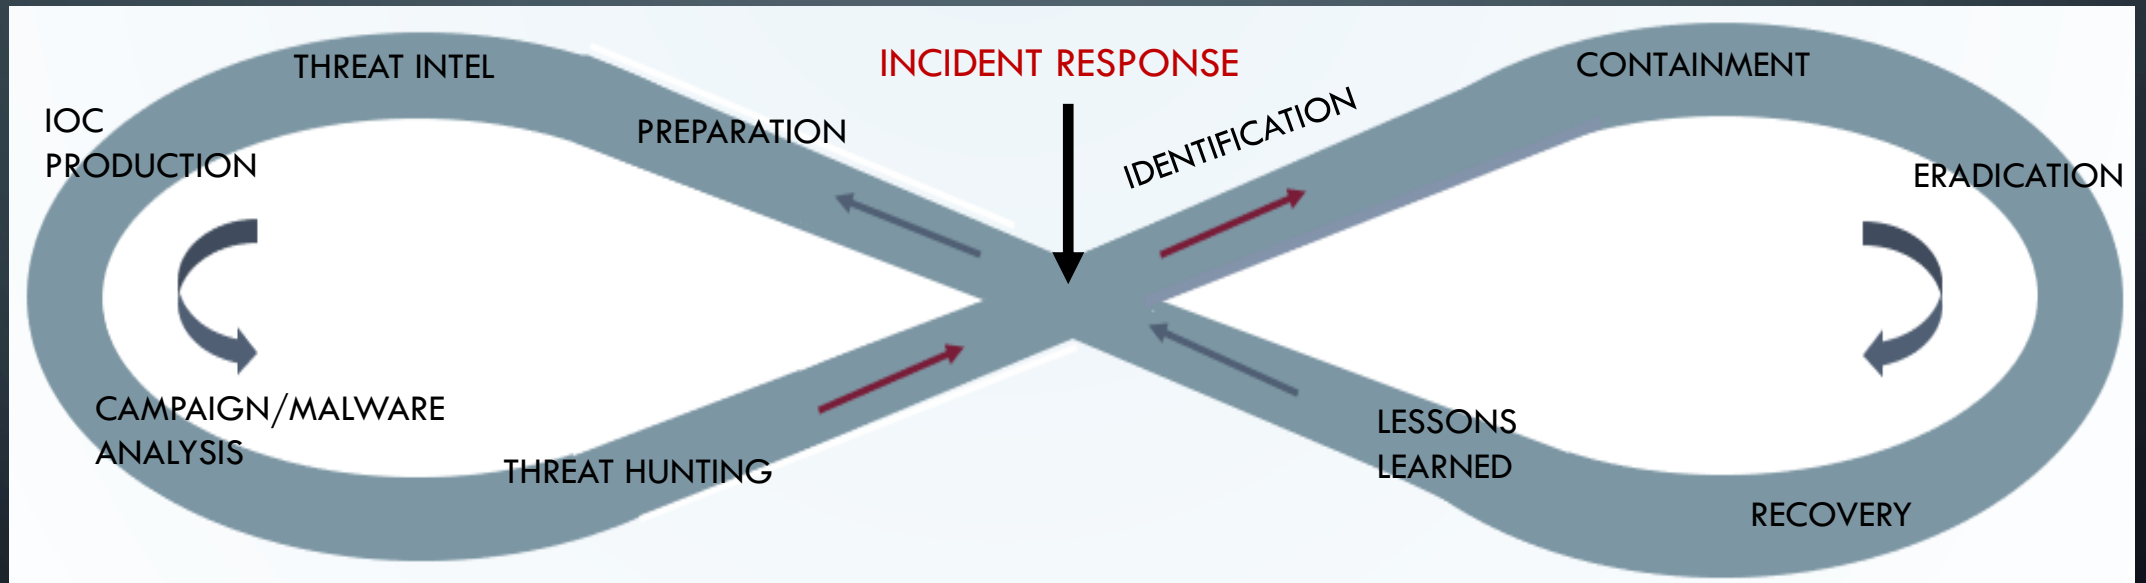 THREAT INTEL
INCIDENT RESPONSE
CONTAINMENT
IOC
PRODUCTION
PREPARATION
IDENTIFICATION
ERADICATION
CAMPAIGN/MALWARE
ANALYSIS
THREAT HUNTING
LESSONS
LEARNED
RECOVERY